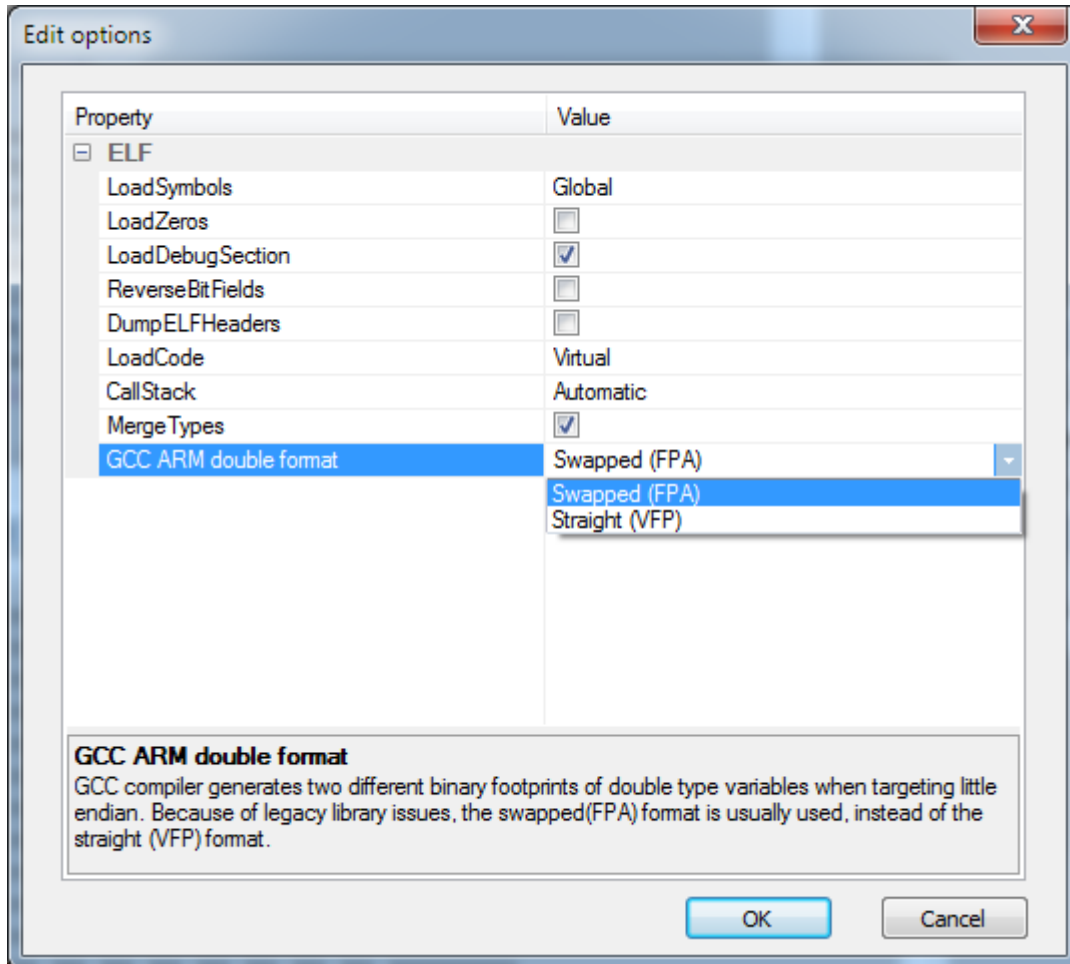 Edit options
Property Value
ELF
LoadSymbols Global
LoadZeros
LoadDebugSection
ReverseBitFields
DumpELFHeaders
LoadCode Virtual
CallStack Automatic
MergeTypes
GCC ARM double format Swapped (FPA)
Swapped (FPA)
Straight (VFP)
GCC ARM double format
GCC compiler generates two different binary footprints of double type variables when targeting little
endian. Because of legacy library issues, the swapped(FPA) format is usually used, instead of the
straight (VFP) format.
OK Cancel